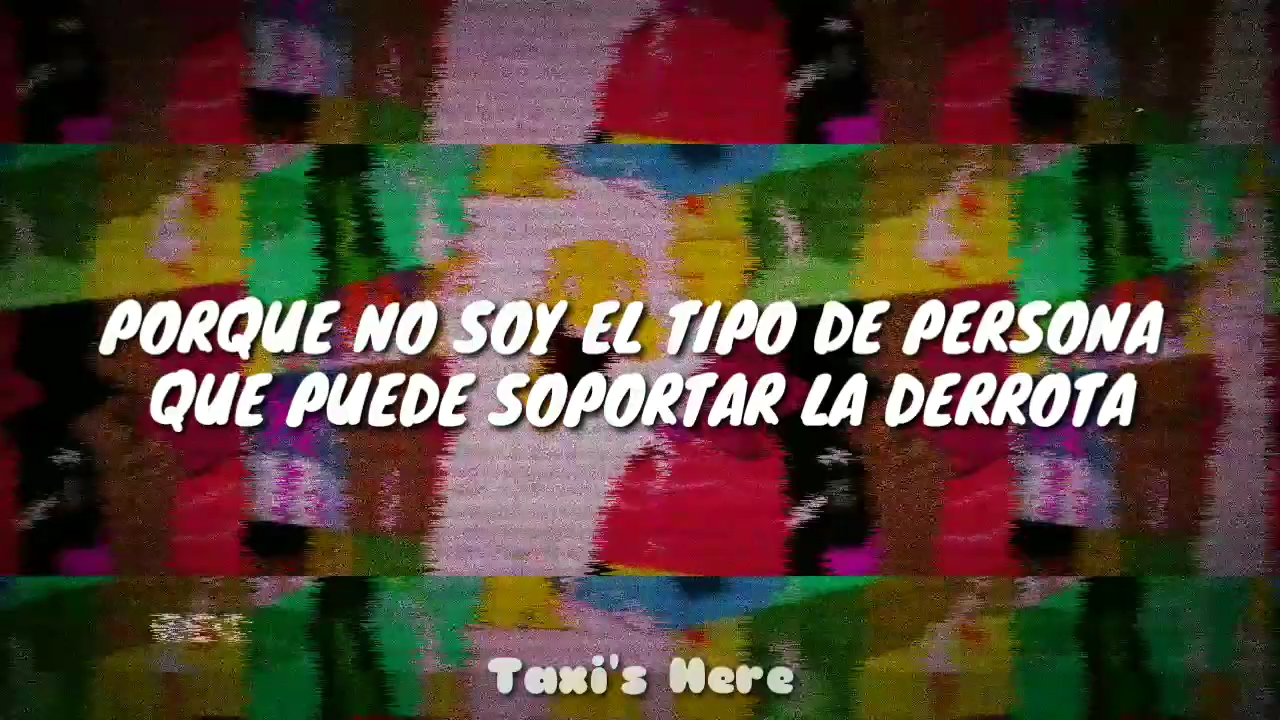 PORQUE NO SOY EL TIPO DE PERSONA
QUE PUEDE SOPORTAR LA DERROTA
Taxi's Here